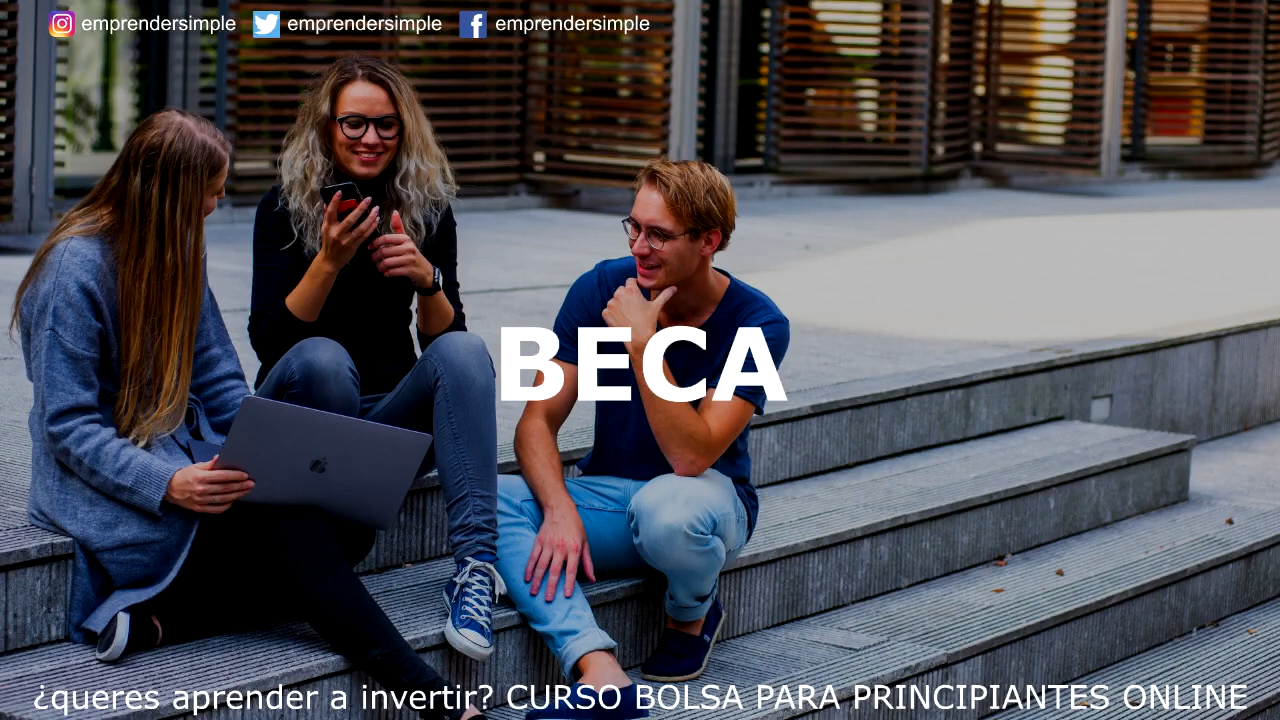 emprendersimple emprendersimple emprendersimple
BECA
¿queres aprender a invertir? CURSO BOLSA PARA PRINCIPIANTES ONLINE